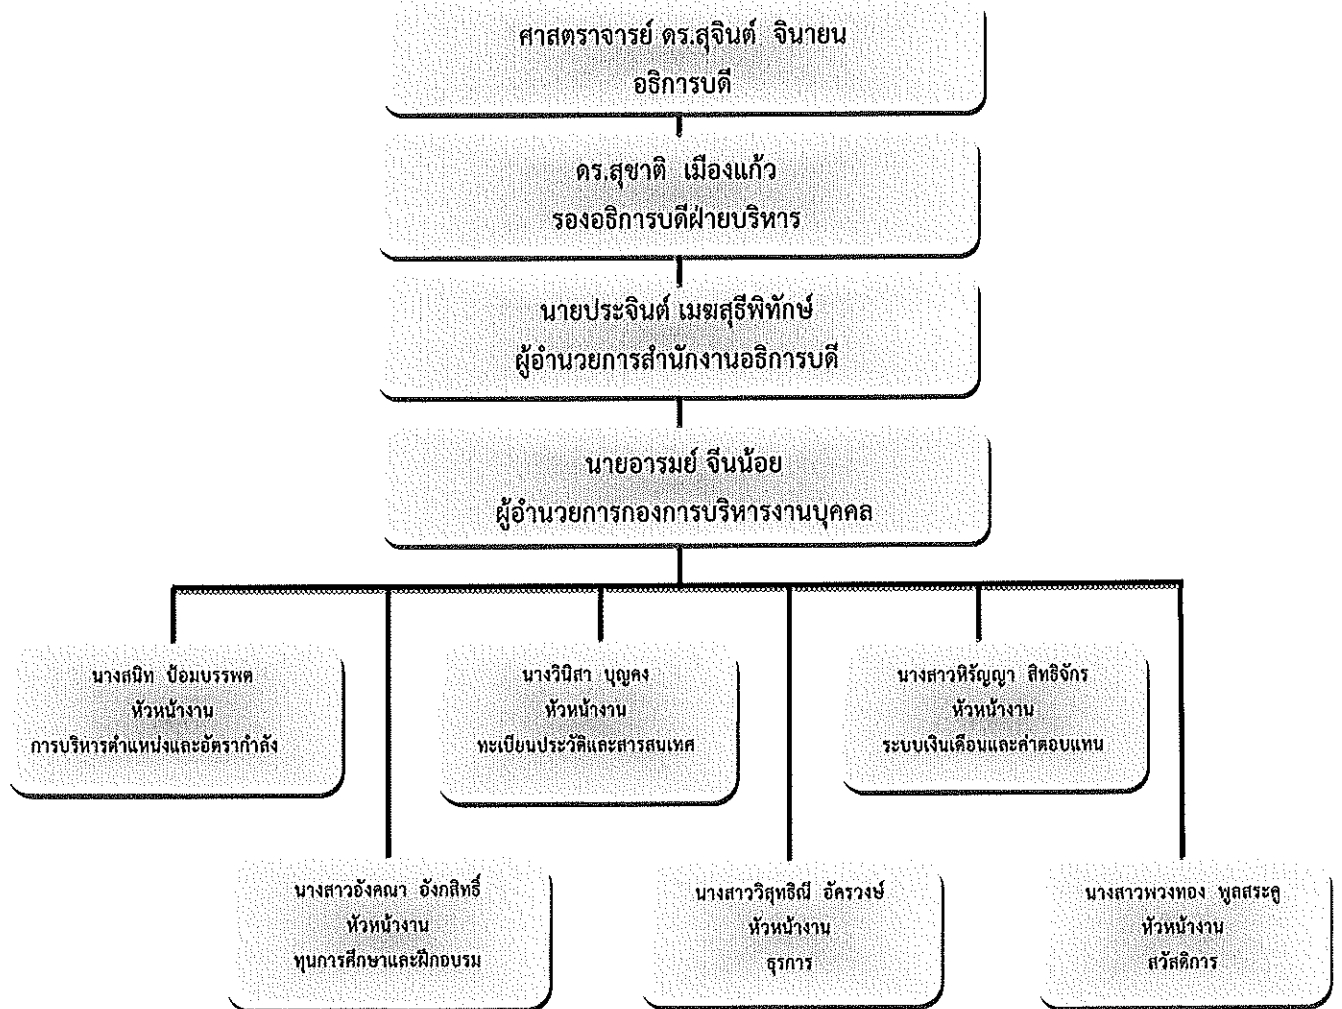 ศาสตราจารย์ ดร.สุจินต์ จินายน
อธิการบดี
ดร.สุชาติ เมืองแก้ว
รองอธิการบดีฝ่ายบริหาร
นายประจินต์ เมฆสุธีพิทักษ์
ผู้อำนวยการสำนักงานอธิการบดี
นายอารมย์ จีนน้อย
ผู้อำนวยการกองการบริหารงานบุคคล
นางสนิท ป้อมบรรพต
หัวหน้างาน
การบริหารตำแหน่งและอัตรากำลัง
นางวินิสา บุญคง
หัวหน้างาน
ทะเบียนประวัติและสารสนเทศ
นางสาวหิรัญญา สิทธิจักร
หัวหน้างาน
ระบบเงินเดือนและค่าตอบแทน
นางสาวอังคณา อังกสิทธิ์
หัวหน้างาน
ทุนการศึกษาและฝึกอบรม
นางสาววิสุทธิณี อัครวงษ์
หัวหน้างาน
ธุรการ
นางสาวพวงทอง พูลสระคู
หัวหน้างาน
สวัสดิการ